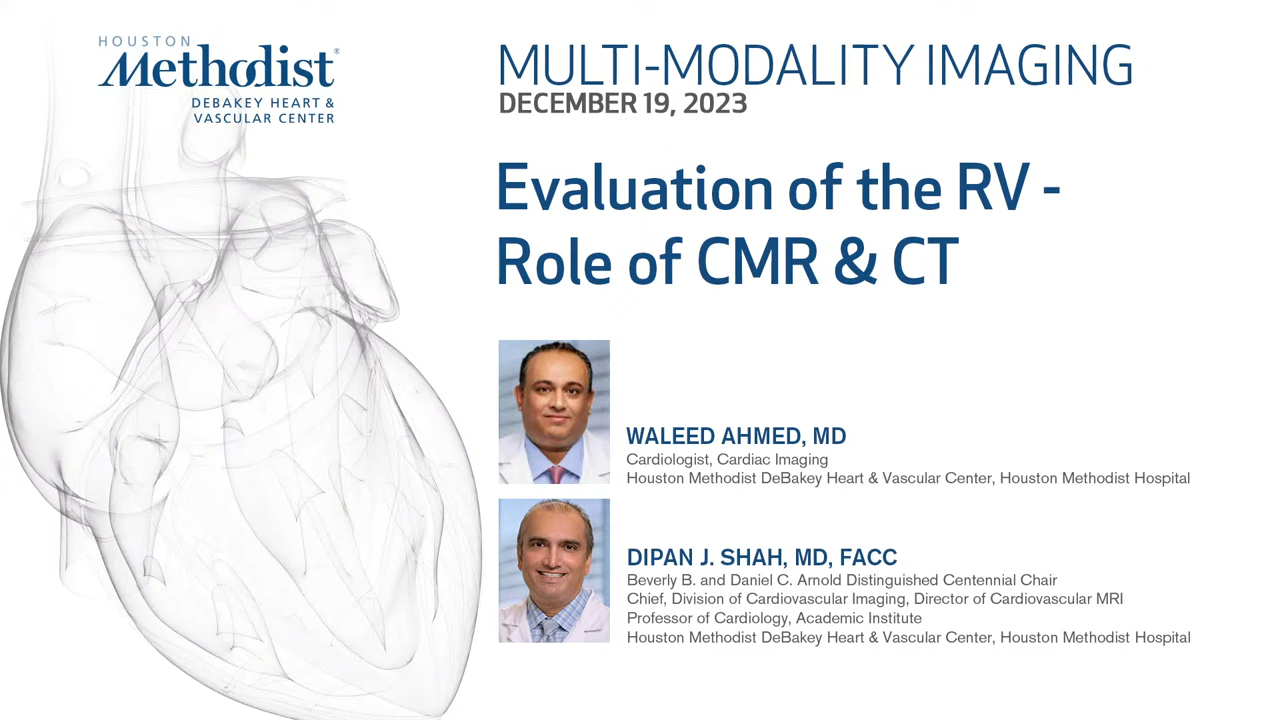 HOUSTON
Methodist®
DEBAKEY HEART &
VASCULAR CENTER
MULTI-MODALITY IMAGING
DECEMBER 19, 2023
Evaluation of the RV -
Role of CMR & CT
WALEED AHMED, MD
Cardiologist, Cardiac Imaging
Houston Methodist DeBakey Heart & Vascular Center, Houston Methodist Hospital
DIPAN J. SHAH, MD, FACC
Beverly B. and Daniel C. Arnold Distinguished Centennial Chair
Chief, Division of Cardiovascular Imaging, Director of Cardiovascular MRI
Professor of Cardiology, Academic Institute
Houston Methodist DeBakey Heart & Vascular Center, Houston Methodist Hospital